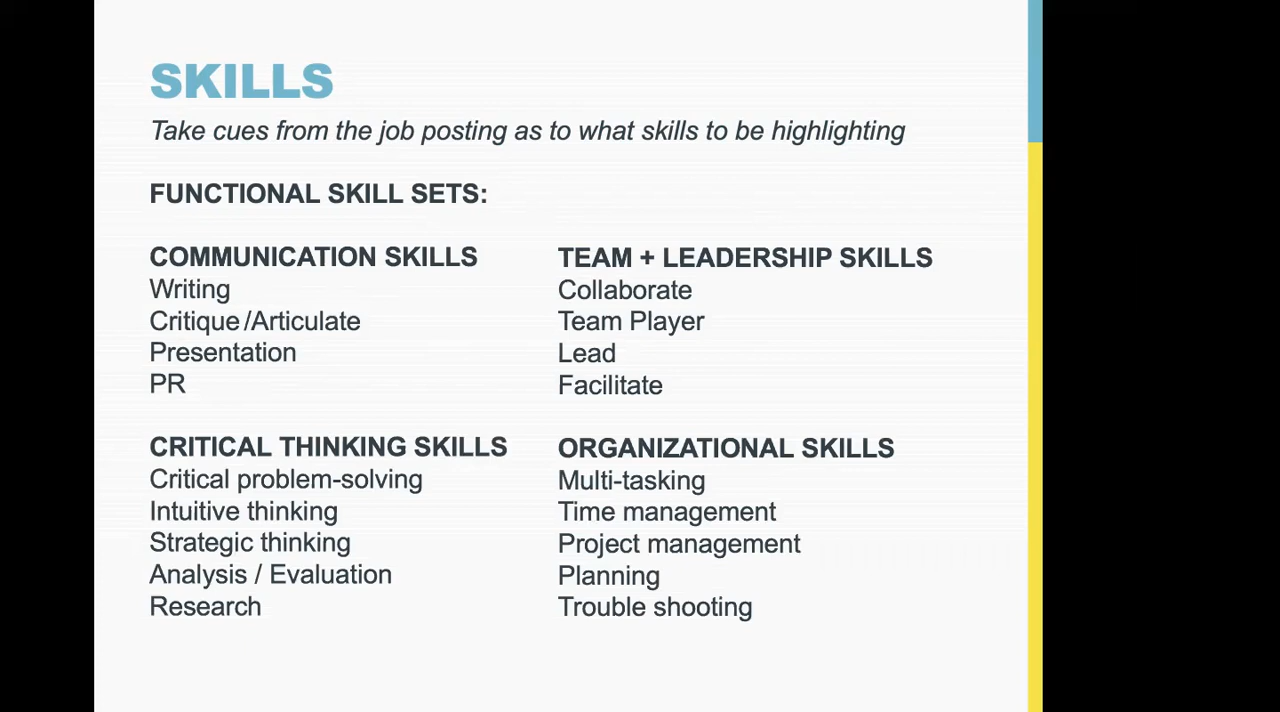 SKILLS
Take cues from the job posting as to what skills to be highlighting
FUNCTIONAL SKILL SETS:
COMMUNICATION SKILLS
Writing
Critique/Articulate
Presentation
PR
TEAM + LEADERSHIP SKILLS
Collaborate
Team Player
Lead
Facilitate
CRITICAL THINKING SKILLS
Critical problem-solving
Intuitive thinking
Strategic thinking
Analysis / Evaluation
Research
ORGANIZATIONAL SKILLS
Multi-tasking
Time management
Project management
Planning
Trouble shooting